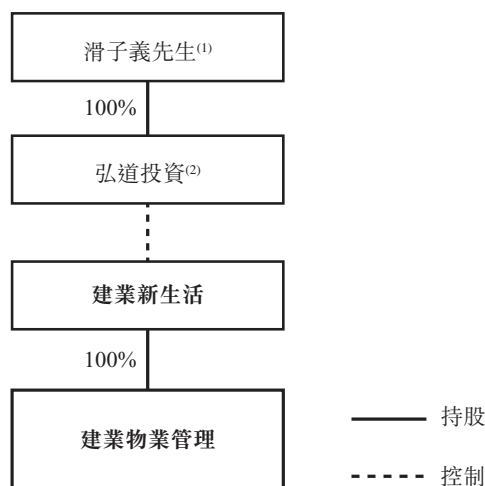 滑子義先生(1)
100%
弘道投資(2)
建業新生活
100%
建業物業管理
持股
控制